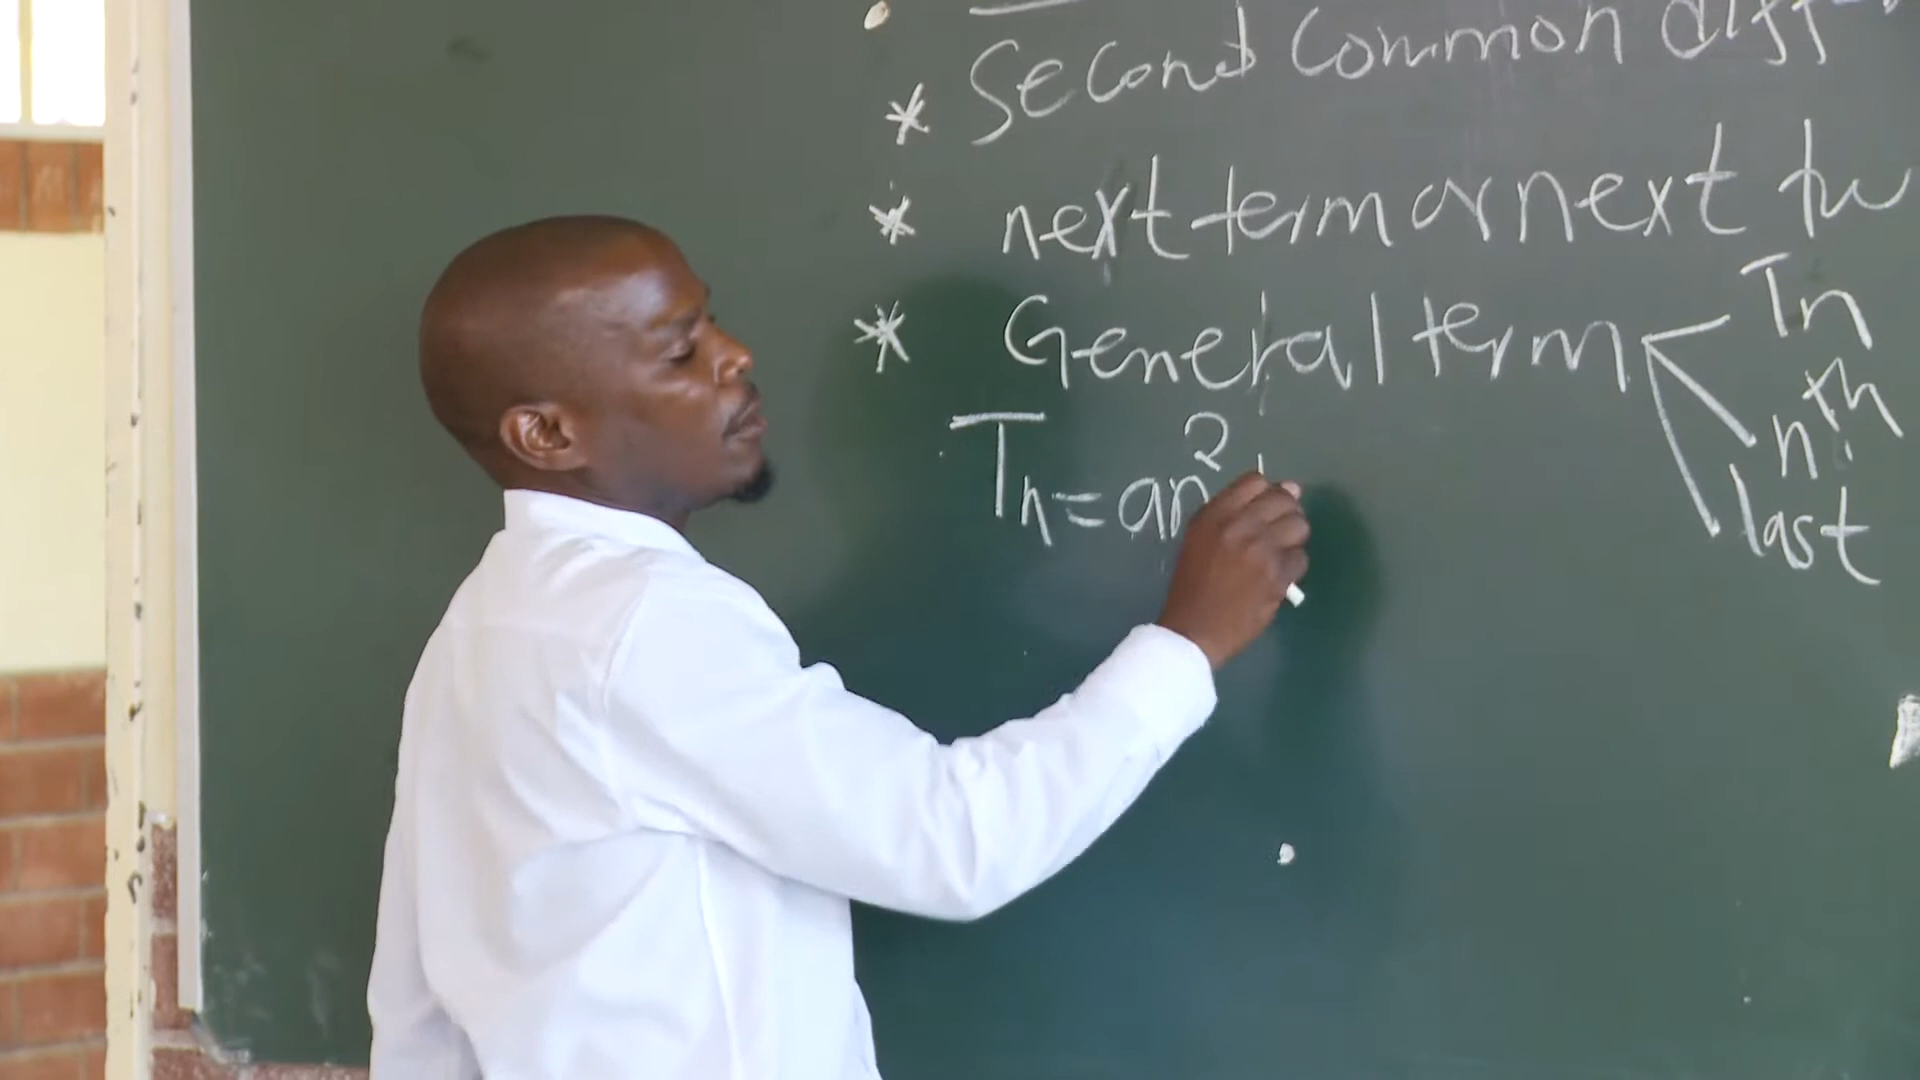 * Second common diff
* next term or next tw
* General term Tn
nth
last
Tn = an²